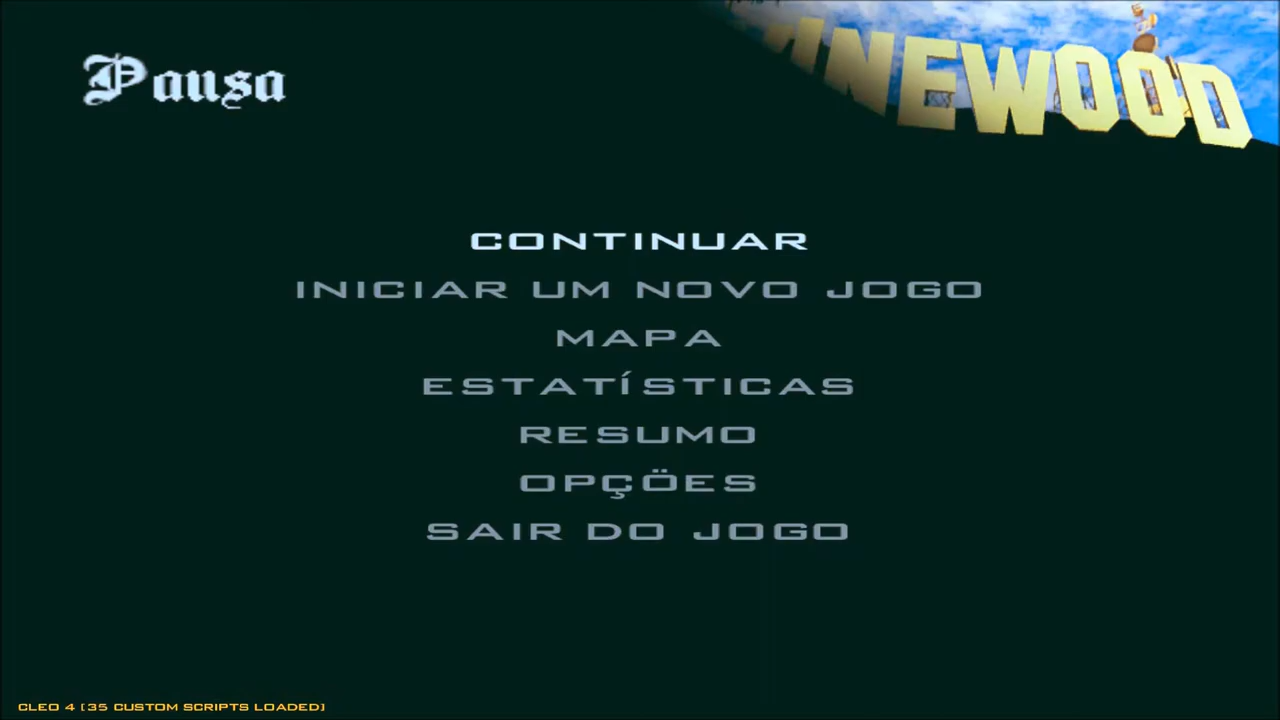 INEWOOD
Pausa
CONTINUAR
INICIAR UM NOVO JOGO
MAPA
ESTATÍSTICAS
RESUMO
OPÇÖES
SAIR DO JOGO
CLEO 4 (35 CUSTOM SCRIPTS LOADED)